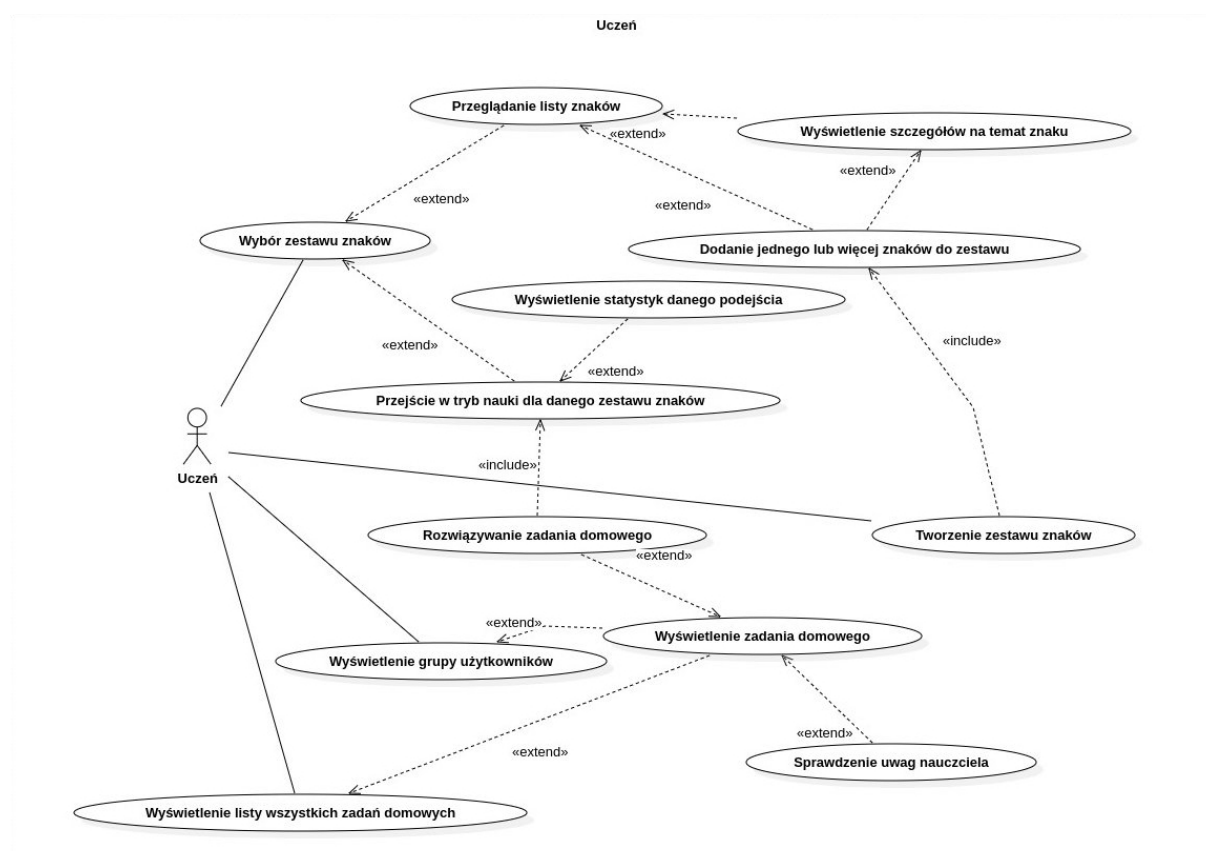 Uczeń
Przeglądanie listy znaków
Wyświetlenie szczegółów na temat znaku
«extend»
«extend»
«extend»
«extend»
Wybór zestawu znaków
Dodanie jednego lub więcej znaków do zestawu
Wyświetlenie statystyk danego podejścia
«include»
«extend»
«extend»
Przejście w tryb nauki dla danego zestawu znaków
«include»
Uczeń
Rozwiązywanie zadania domowego
Tworzenie zestawu znaków
«extend»
«extend»
Wyświetlenie zadania domowego
Wyświetlenie grupy użytkowników
«extend»
«extend»
Sprawdzenie uwag nauczciela
Wyświetlenie listy wszystkich zadań domowych